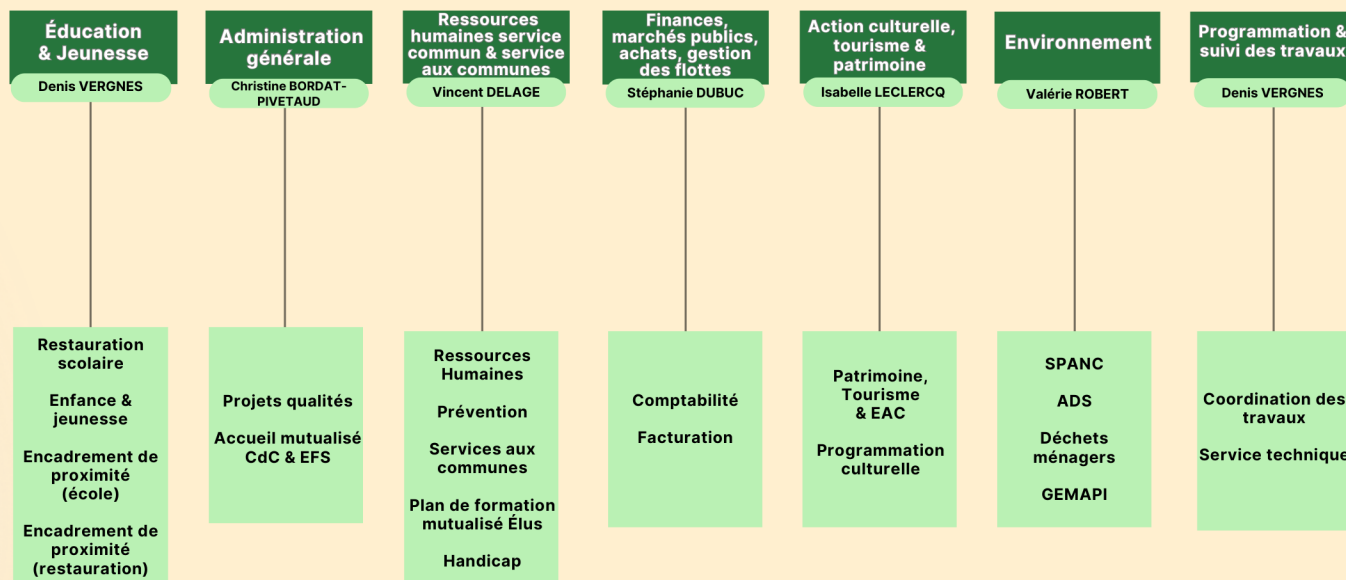 Éducation
& Jeunesse
Denis VERGNES
Restauration
scolaire
Enfance &
jeunesse
Encadrement de
proximité
(école)
Encadrement de
proximité
(restauration)
Administration
générale
Christine BORDAT-
PIVETAUD
Projets qualités
Accueil mutualisé
CdC & EFS
Ressources
humaines service
commun & service
aux communes
Vincent DELAGE
Ressources
Humaines
Prévention
Services aux
communes
Plan de formation
mutualisé Élus
Handicap
Finances,
marchés publics,
achats, gestion
des flottes
Stéphanie DUBUC
Comptabilité
Facturation
Action culturelle,
tourisme &
patrimoine
Isabelle LECLERCQ
Patrimoine,
Tourisme
& EAC
Programmation
culturelle
Environnement
Valérie ROBERT
SPANC
ADS
Déchets
ménagers
GEMAPI
Programmation &
suivi des travaux
Denis VERGNES
Coordination des
travaux
Service technique